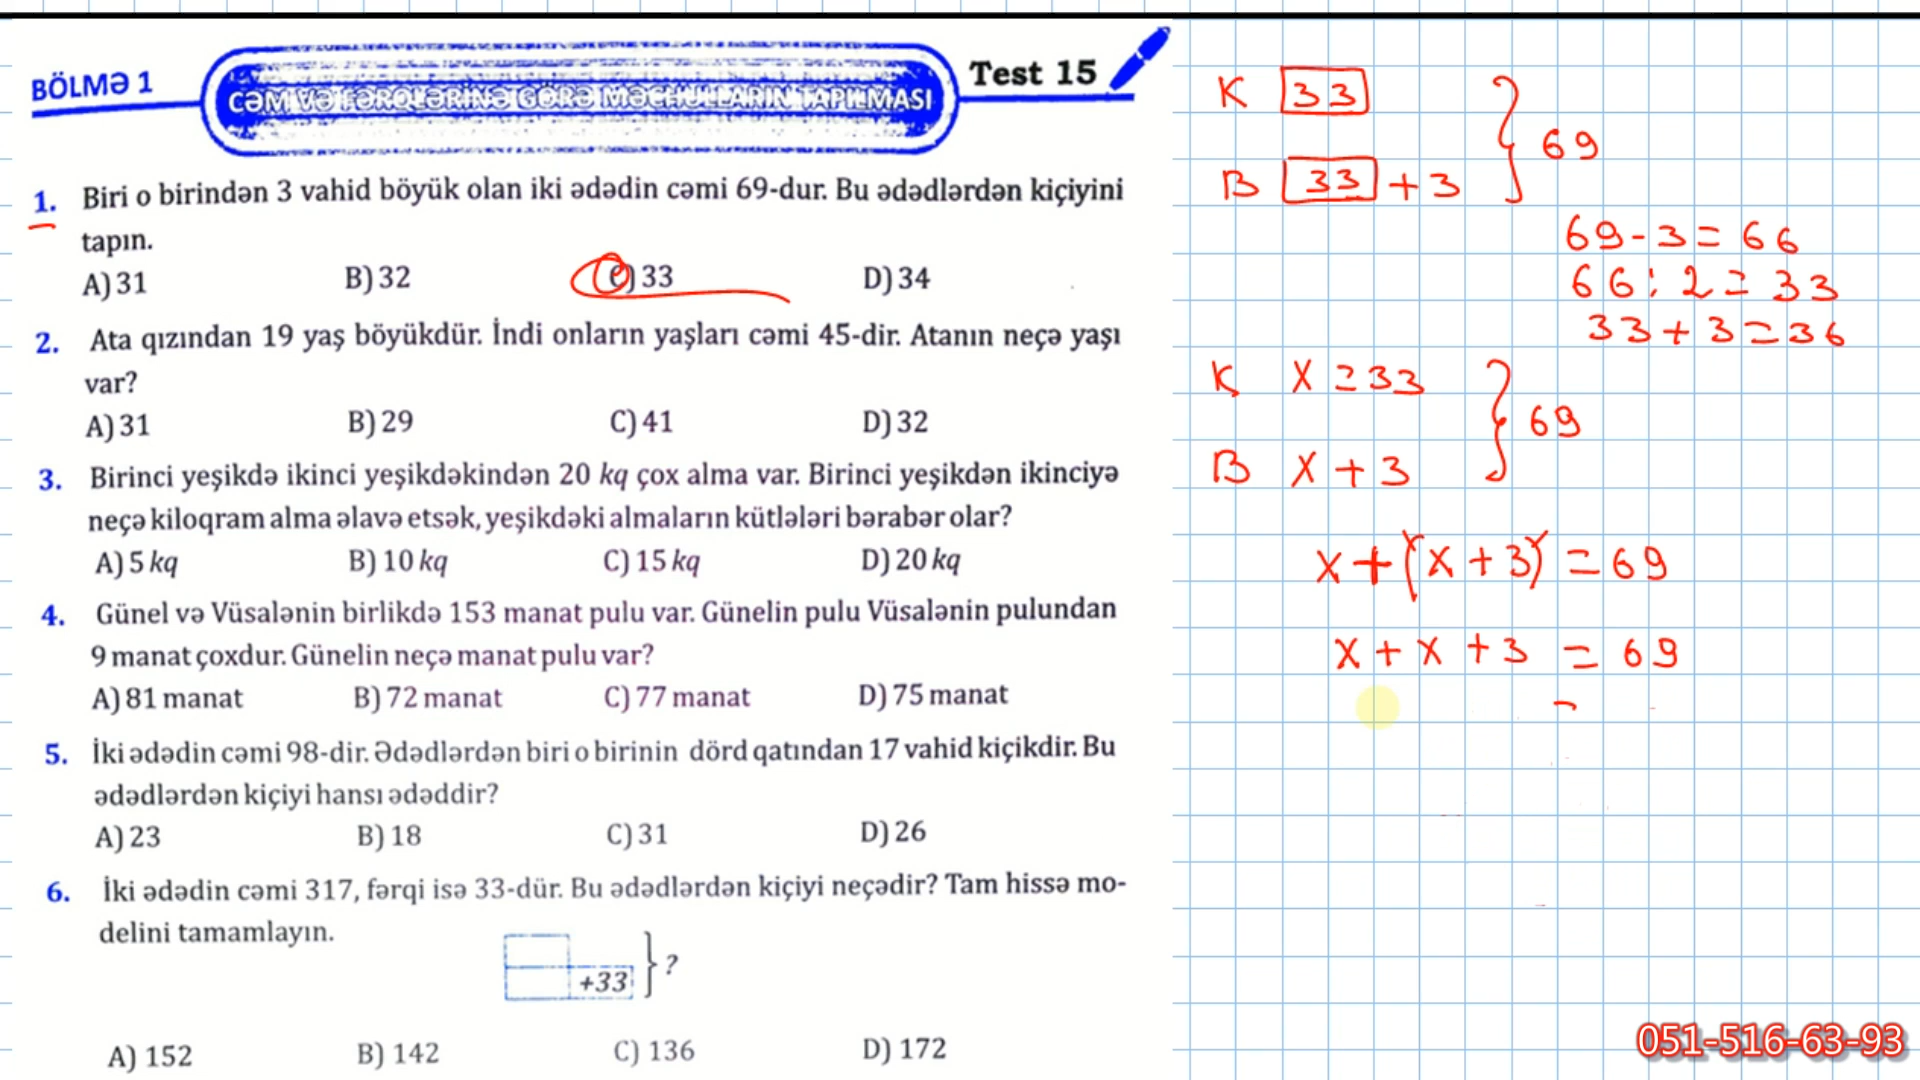 BÖLMƏ 1
CƏM VƏ FƏRQLƏRİNƏ GÖRƏ MƏCHULLARIN TAPILMASI
Test 15
1. Biri o birindən 3 vahid böyük olan iki ədədin cəmi 69-dur. Bu ədədlərdən kiçiyini
tapın.
A) 31 B) 32 C) 33 D) 34
2. Ata qızından 19 yaş böyükdür. İndi onların yaşları cəmi 45-dir. Atanın neçə yaşı
var?
A) 31 B) 29 C) 41 D) 32
3. Birinci yeşikdə ikinci yeşikdəkindən 20 kq çox alma var. Birinci yeşikdən ikinciyə
neçə kiloqram alma əlavə etsək, yeşikdəki almaların kütlələri bərabər olar?
A) 5 kq B) 10 kq C) 15 kq D) 20 kq
4. Günel və Vüsalənin birlikdə 153 manat pulu var. Günelin pulu Vüsalənin pulundan
9 manat çoxdur. Günelin neçə manat pulu var?
A) 81 manat B) 72 manat C) 77 manat D) 75 manat
5. İki ədədin cəmi 98-dir. Ədədlərdən biri o birinin dörd qatından 17 vahid kiçikdir. Bu
ədədlərdən kiçiyi hansı ədəddir?
A) 23 B) 18 C) 31 D) 26
6. İki ədədin cəmi 317, fərqi isə 33-dür. Bu ədədlərdən kiçiyi neçədir? Tam hissə mo-
delini tamamlayın.
+33 } ?
A) 152 B) 142 C) 136 D) 172
K 33
B 33 + 3 } 69
69 - 3 = 66
66 : 2 = 33
33 + 3 = 36
K x = 33
B x + 3 } 69
x + (x + 3) = 69
x + x + 3 = 69
051-516-63-93